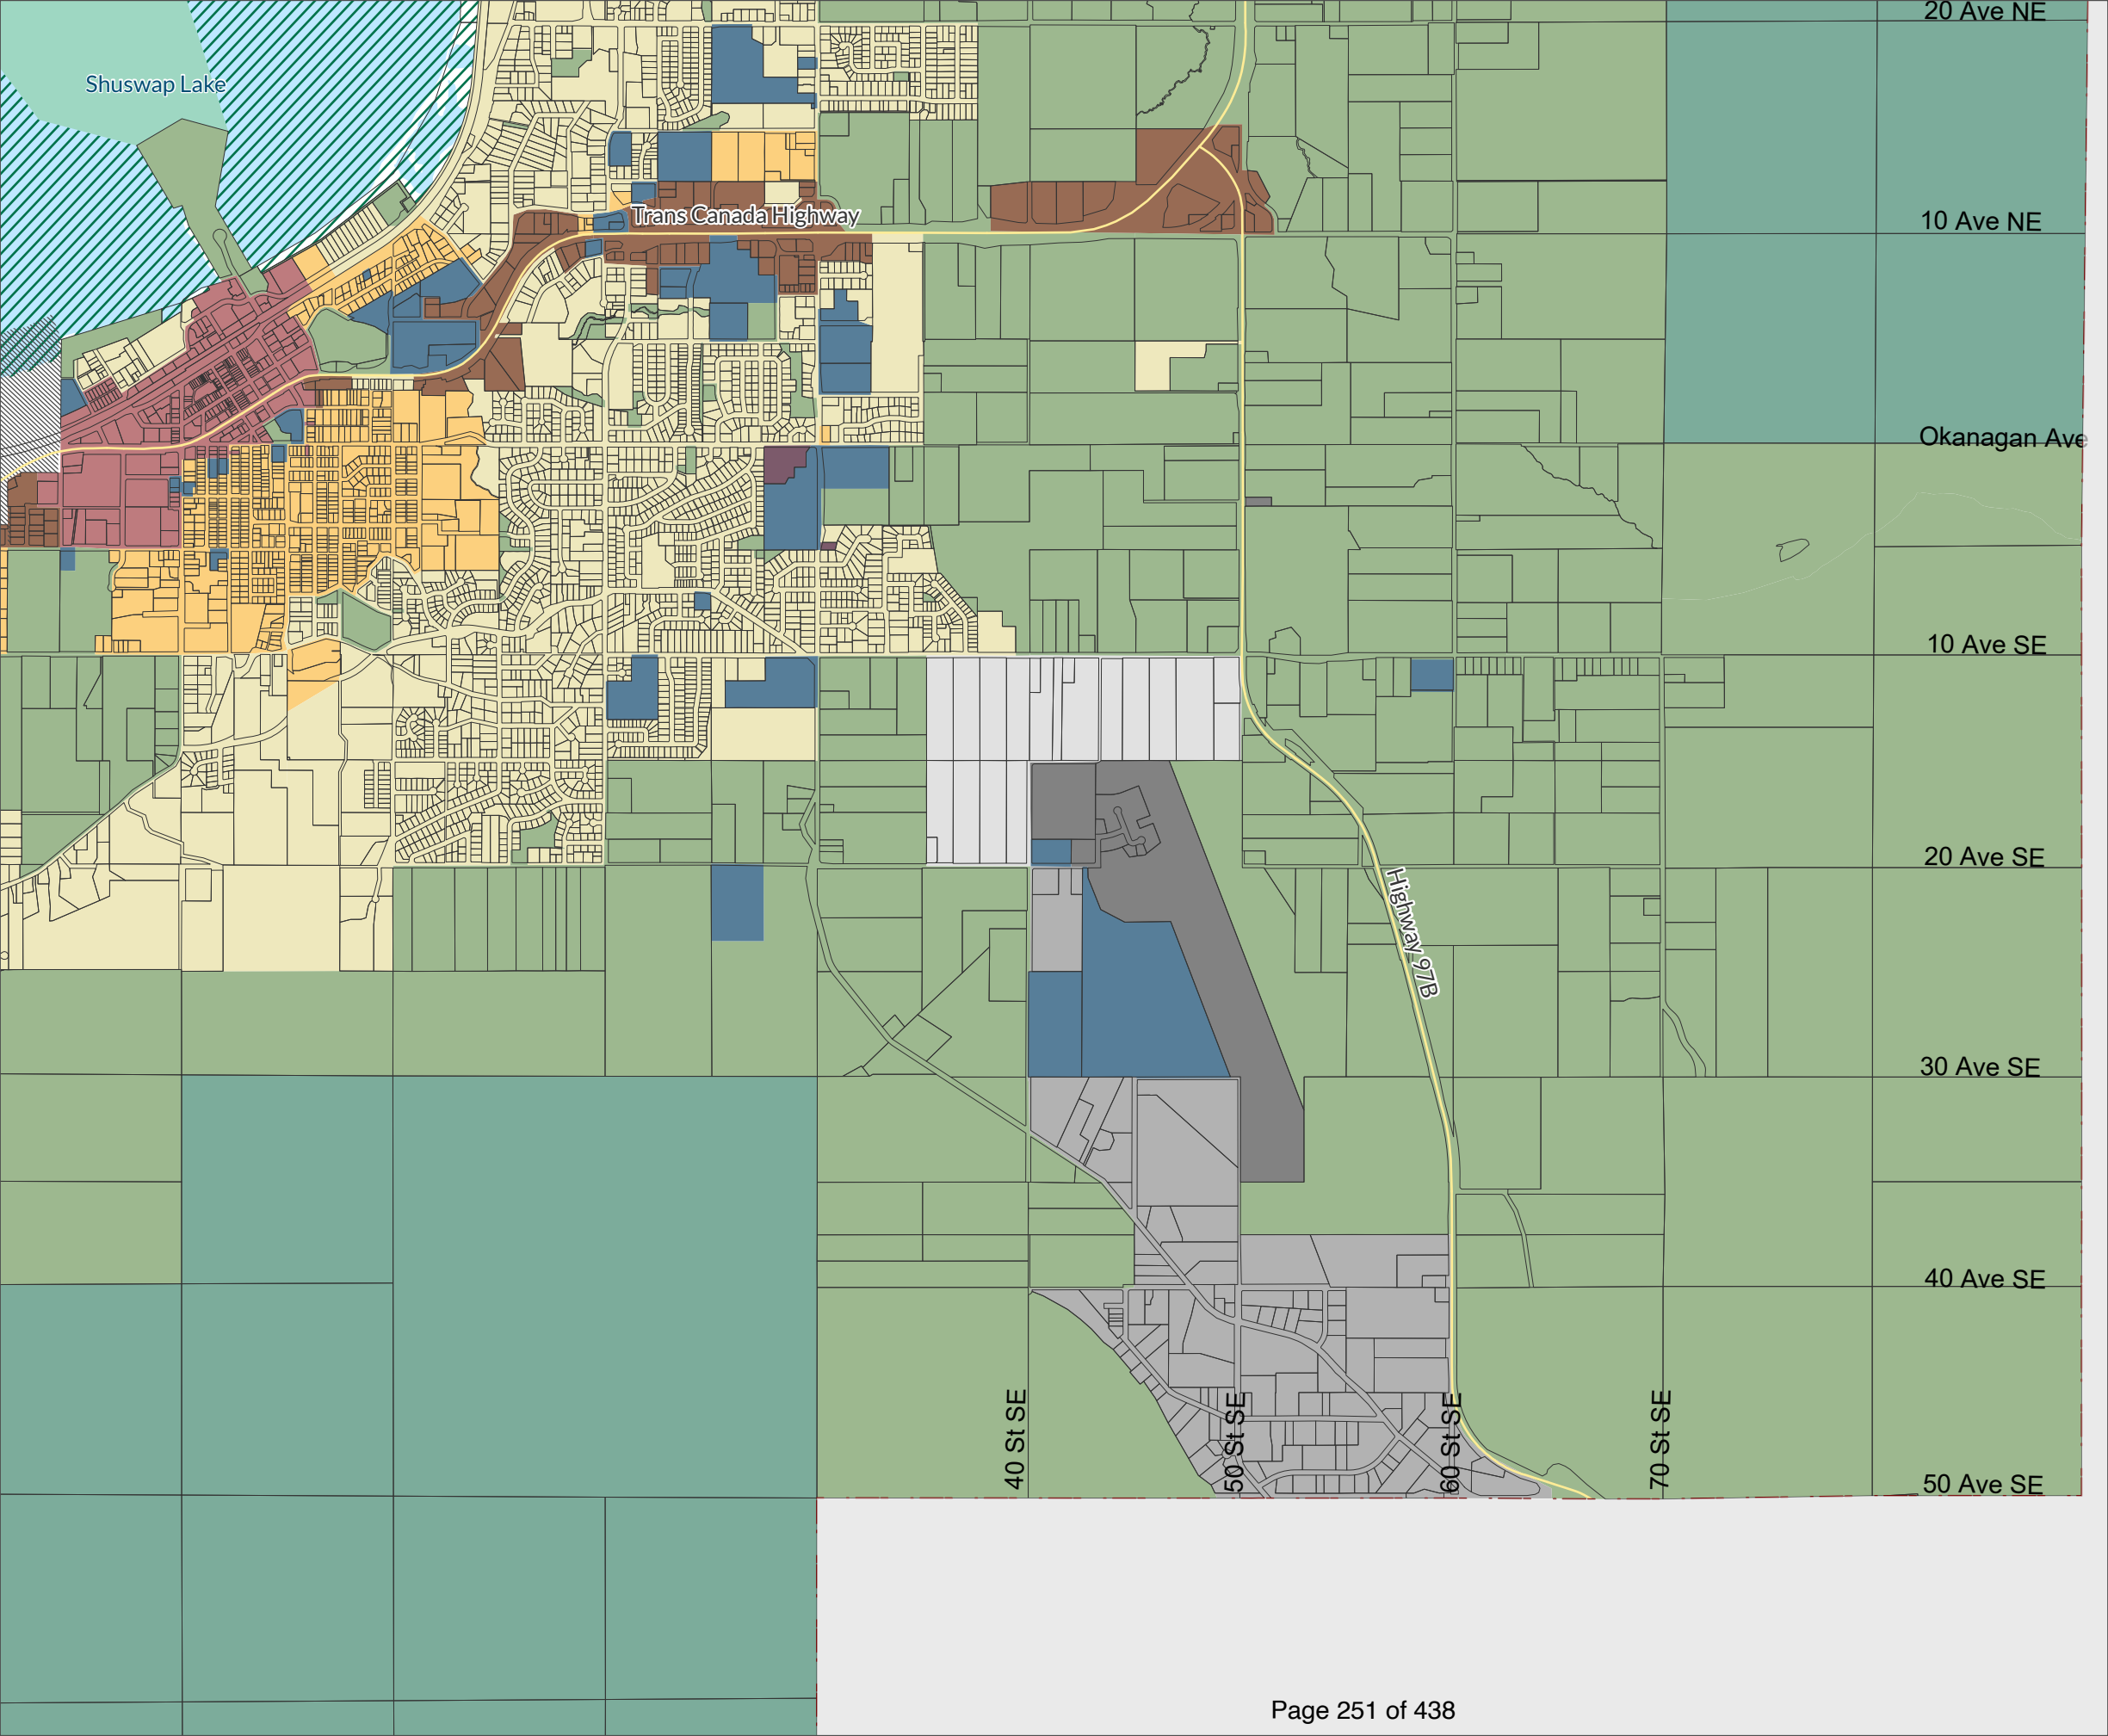 20 Ave NE
Shuswap Lake
Trans Canada Highway
10 Ave NE
Okanagan Ave
10 Ave SE
20 Ave SE
Highway 97B
30 Ave SE
40 Ave SE
40 St SE
50 St SE
60 St SE
70 St SE
50 Ave SE
Page 251 of 438